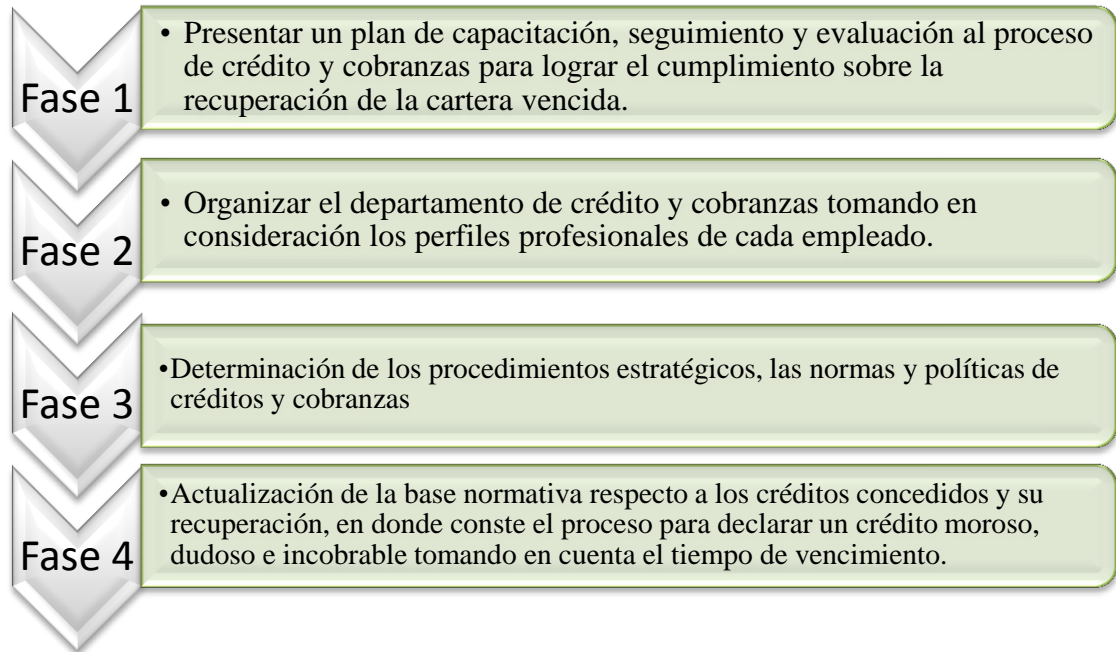 Fase 1
• Presentar un plan de capacitación, seguimiento y evaluación al proceso
de crédito y cobranzas para lograr el cumplimiento sobre la
recuperación de la cartera vencida.
Fase 2
• Organizar el departamento de crédito y cobranzas tomando en
consideración los perfiles profesionales de cada empleado.
Fase 3
•Determinación de los procedimientos estratégicos, las normas y políticas de
créditos y cobranzas
Fase 4
•Actualización de la base normativa respecto a los créditos concedidos y su
recuperación, en donde conste el proceso para declarar un crédito moroso,
dudoso e incobrable tomando en cuenta el tiempo de vencimiento.